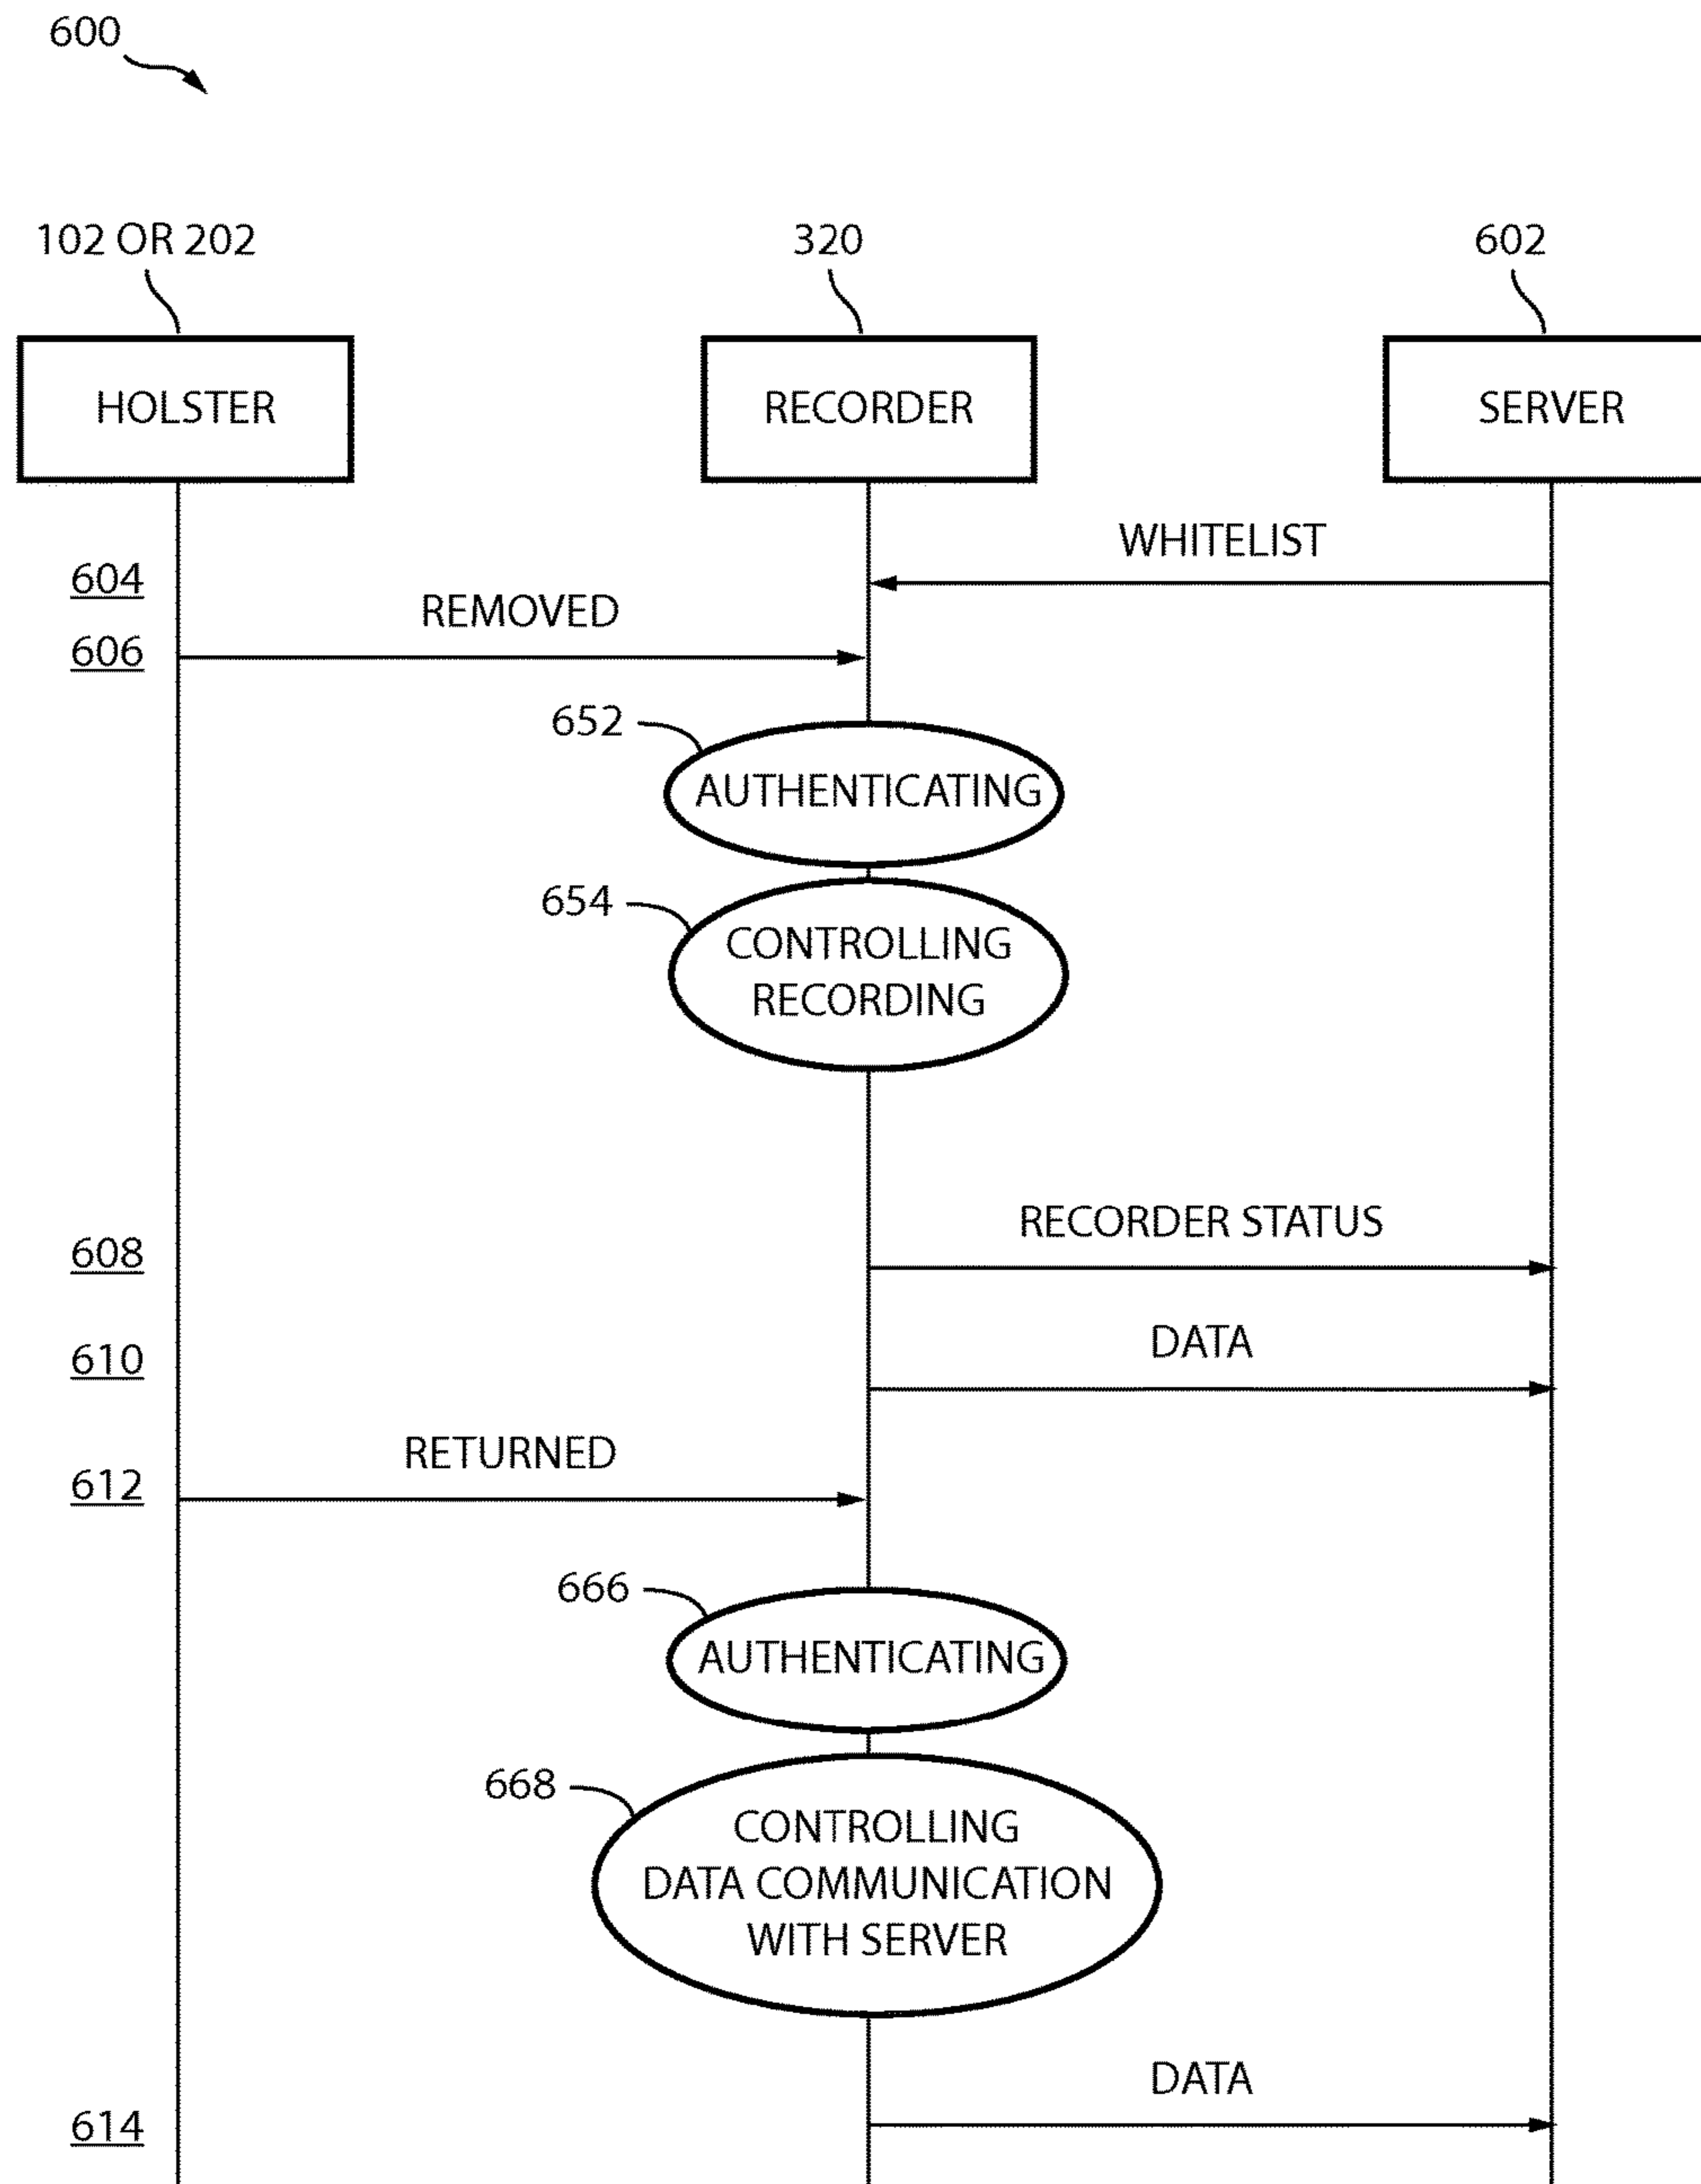 600
102 OR 202
320
602
HOLSTER
RECORDER
SERVER
WHITELIST
604
REMOVED
606
652
AUTHENTICATING
654
CONTROLLING
RECORDING
RECORDER STATUS
608
DATA
610
RETURNED
612
666
AUTHENTICATING
668
CONTROLLING
DATA COMMUNICATION
WITH SERVER
DATA
614